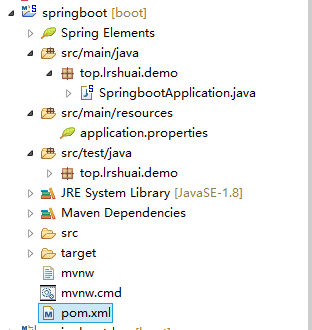 springboot [boot]
Spring Elements
src/main/java
top.lrshuai.demo
SpringbootApplication.java
src/main/resources
application.properties
src/test/java
top.lrshuai.demo
JRE System Library [JavaSE-1.8]
Maven Dependencies
src
target
mvnw
mvnw.cmd
pom.xml